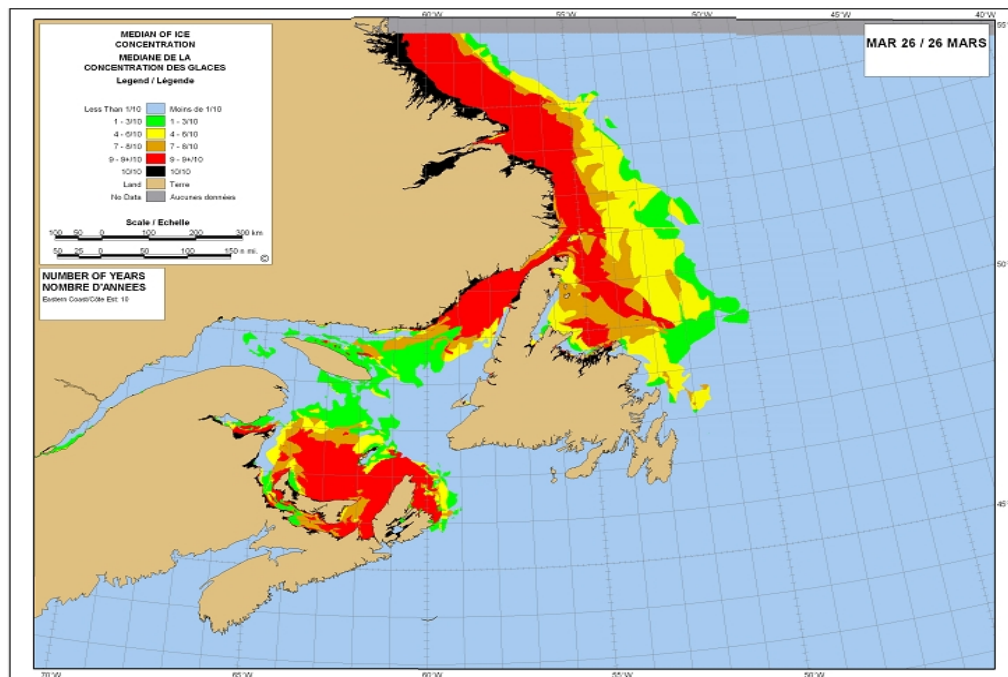 60°W 55°W 50°W 45°W 40°W
55°
MEDIAN OF ICE
CONCENTRATION
MEDIANE DE LA
CONCENTRATION DES GLACES
Legend / Légende
Less Than 1/10 Moins de 1/10
1 - 3/10 1 - 3/10
4 - 6/10 4 - 6/10
7 - 8/10 7 - 8/10
9 - 9+/10 9 - 9+/10
10/10 10/10
Land Terre
No Data Aucunes données
Scale / Echelle
100 50 0 100 200 300 km
50 25 0 50 100 150 n mi.
©
MAR 26 / 26 MARS
NUMBER OF YEARS
NOMBRE D'ANNEES
Eastern Coast/Côte Est: 10
50°N
45°N
70°W 65°W 60°W 55°W 50°W